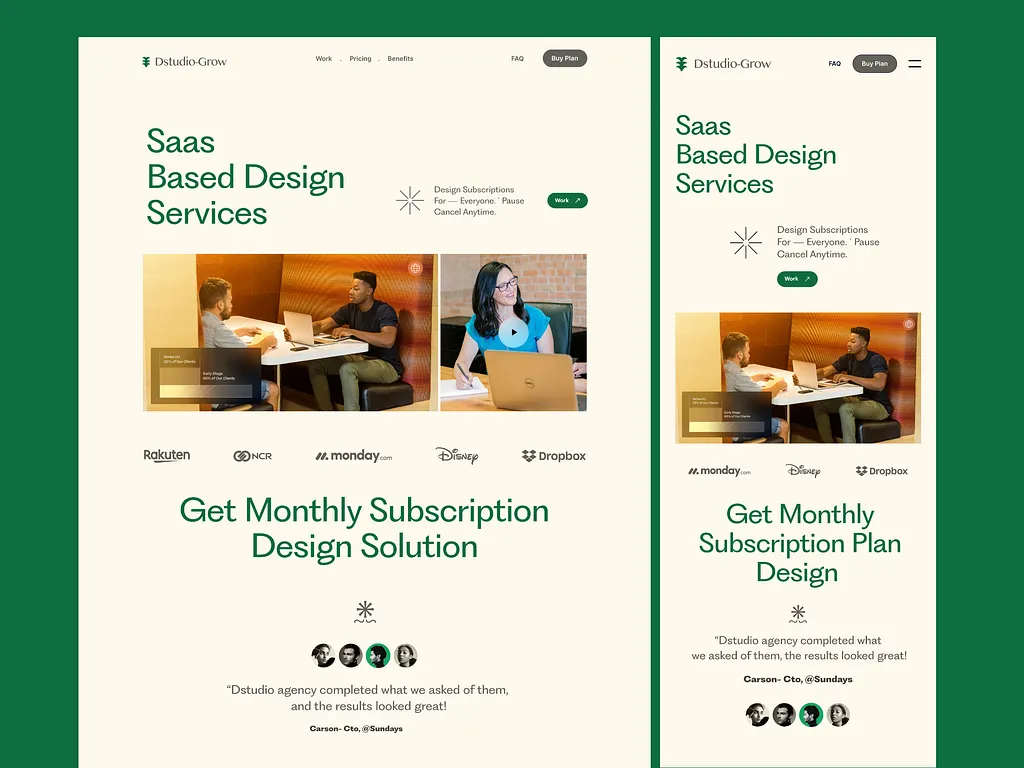 Dstudio-Grow
Work . Pricing . Benefits
FAQ
Buy Plan
Saas
Based Design
Services
Design Subscriptions
For — Everyone. ` Pause
Cancel Anytime.
Work
Series (A)
35% of Our Clients
Early Stage
65% of Our Clients
Rakuten
NCR
monday.com
Disney
Dropbox
Get Monthly Subscription
Design Solution
“Dstudio agency completed what we asked of them,
and the results looked great!
Carson- Cto, @Sundays
Dstudio-Grow
FAQ
Buy Plan
Saas
Based Design
Services
Design Subscriptions
For — Everyone. ` Pause
Cancel Anytime.
Work
Early Stage
monday.com
Disney
Dropbox
Get Monthly
Subscription Plan
Design
“Dstudio agency completed what
we asked of them, the results looked great!
Carson- Cto, @Sundays